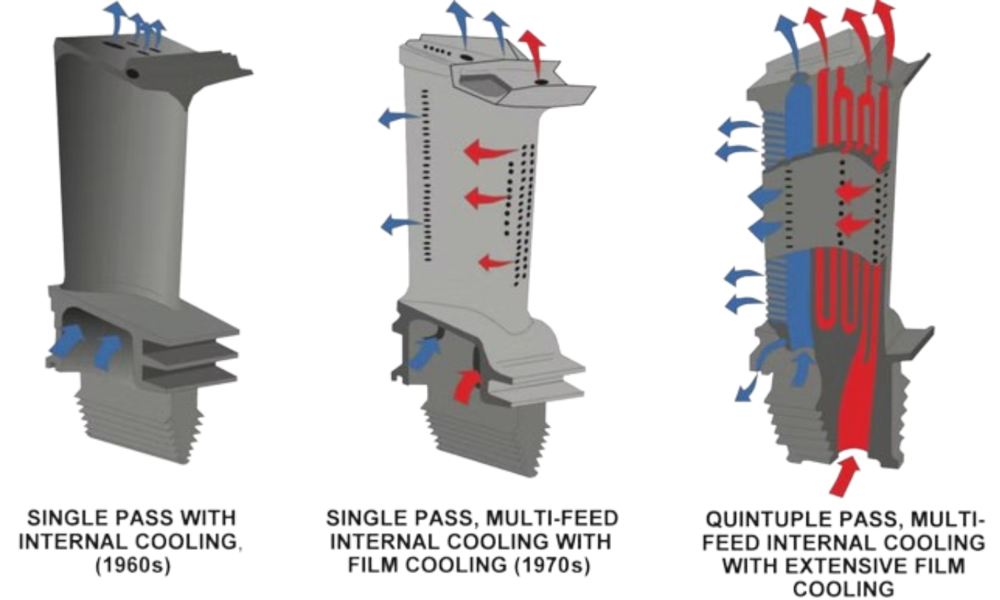 SINGLE PASS WITH
INTERNAL COOLING,
(1960s)
SINGLE PASS, MULTI-FEED
INTERNAL COOLING WITH
FILM COOLING (1970s)
QUINTUPLE PASS, MULTI-
FEED INTERNAL COOLING
WITH EXTENSIVE FILM
COOLING